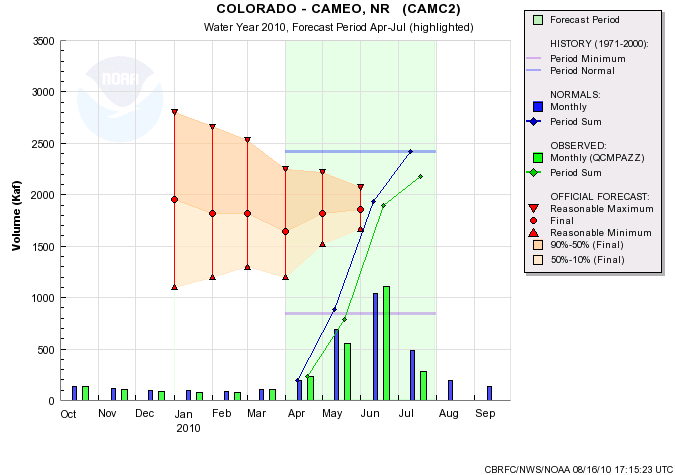 COLORADO - CAMEO, NR (CAMC2)
Water Year 2010, Forecast Period Apr-Jul (highlighted)
Volume (Kaf)
3500
3000
2500
2000
1500
1000
500
0
NOAA
Oct Nov Dec Jan Feb Mar Apr May Jun Jul Aug Sep
2010
Forecast Period
HISTORY (1971-2000):
Period Minimum
Period Normal
NORMALS:
Monthly
Period Sum
OBSERVED:
Monthly (QCMPAZZ)
Period Sum
OFFICIAL FORECAST:
Reasonable Maximum
Final
Reasonable Minimum
90%-50% (Final)
50%-10% (Final)
CBRFC/NWS/NOAA 08/16/10 17:15:23 UTC